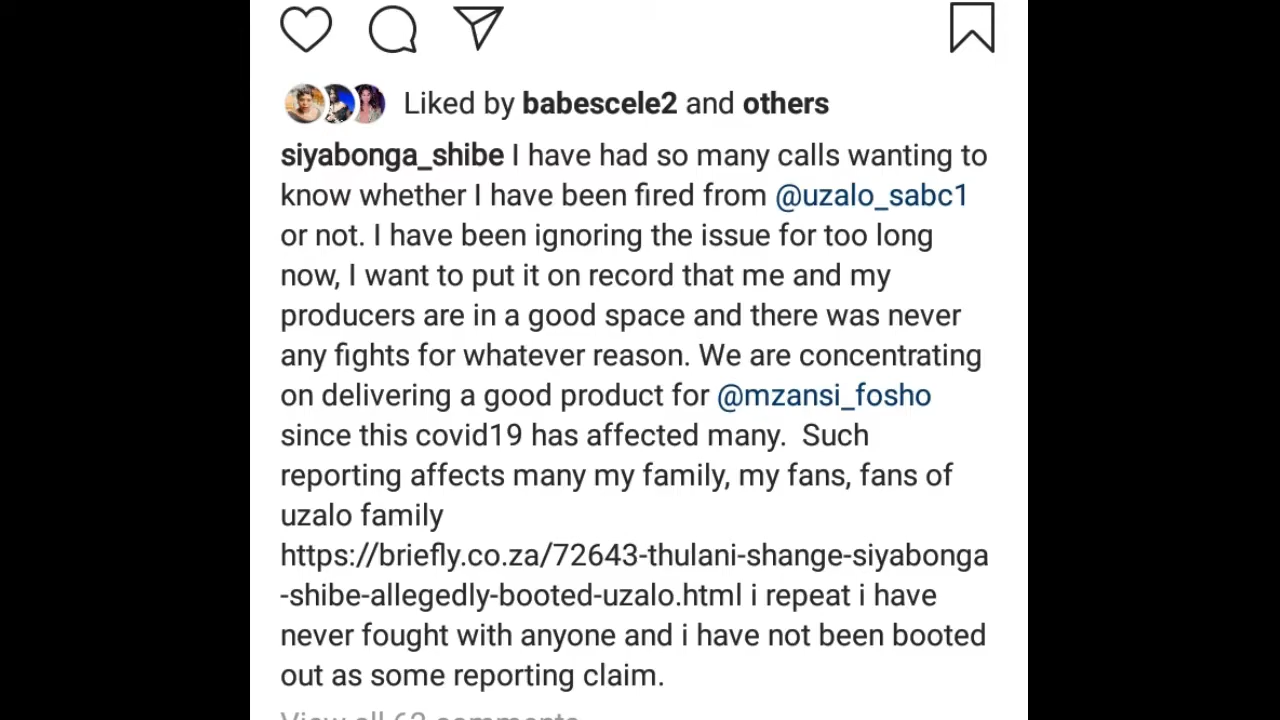 Liked by babescele2 and others
siyabonga_shibe I have had so many calls wanting to
know whether I have been fired from @uzalo_sabc1
or not. I have been ignoring the issue for too long
now, I want to put it on record that me and my
producers are in a good space and there was never
any fights for whatever reason. We are concentrating
on delivering a good product for @mzansi_fosho
since this covid19 has affected many.  Such
reporting affects many my family, my fans, fans of
uzalo family
https://briefly.co.za/72643-thulani-shange-siyabonga
-shibe-allegedly-booted-uzalo.html i repeat i have
never fought with anyone and i have not been booted
out as some reporting claim.
View all 62 comments